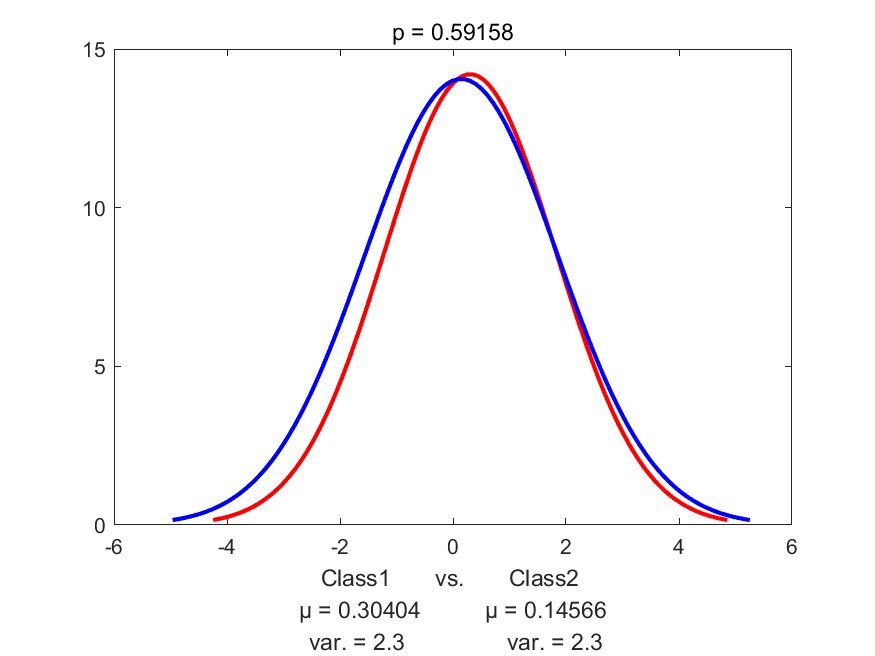 p = 0.59158
15
10
5
0
-6 -4 -2 0 2 4 6
Class1 vs. Class2
μ = 0.30404 μ = 0.14566
var. = 2.3 var. = 2.3